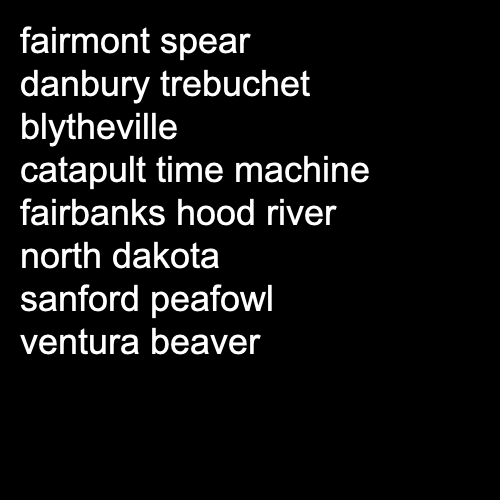 fairmont spear
danbury trebuchet
blytheville
catapult time machine
fairbanks hood river
north dakota
sanford peafowl
ventura beaver